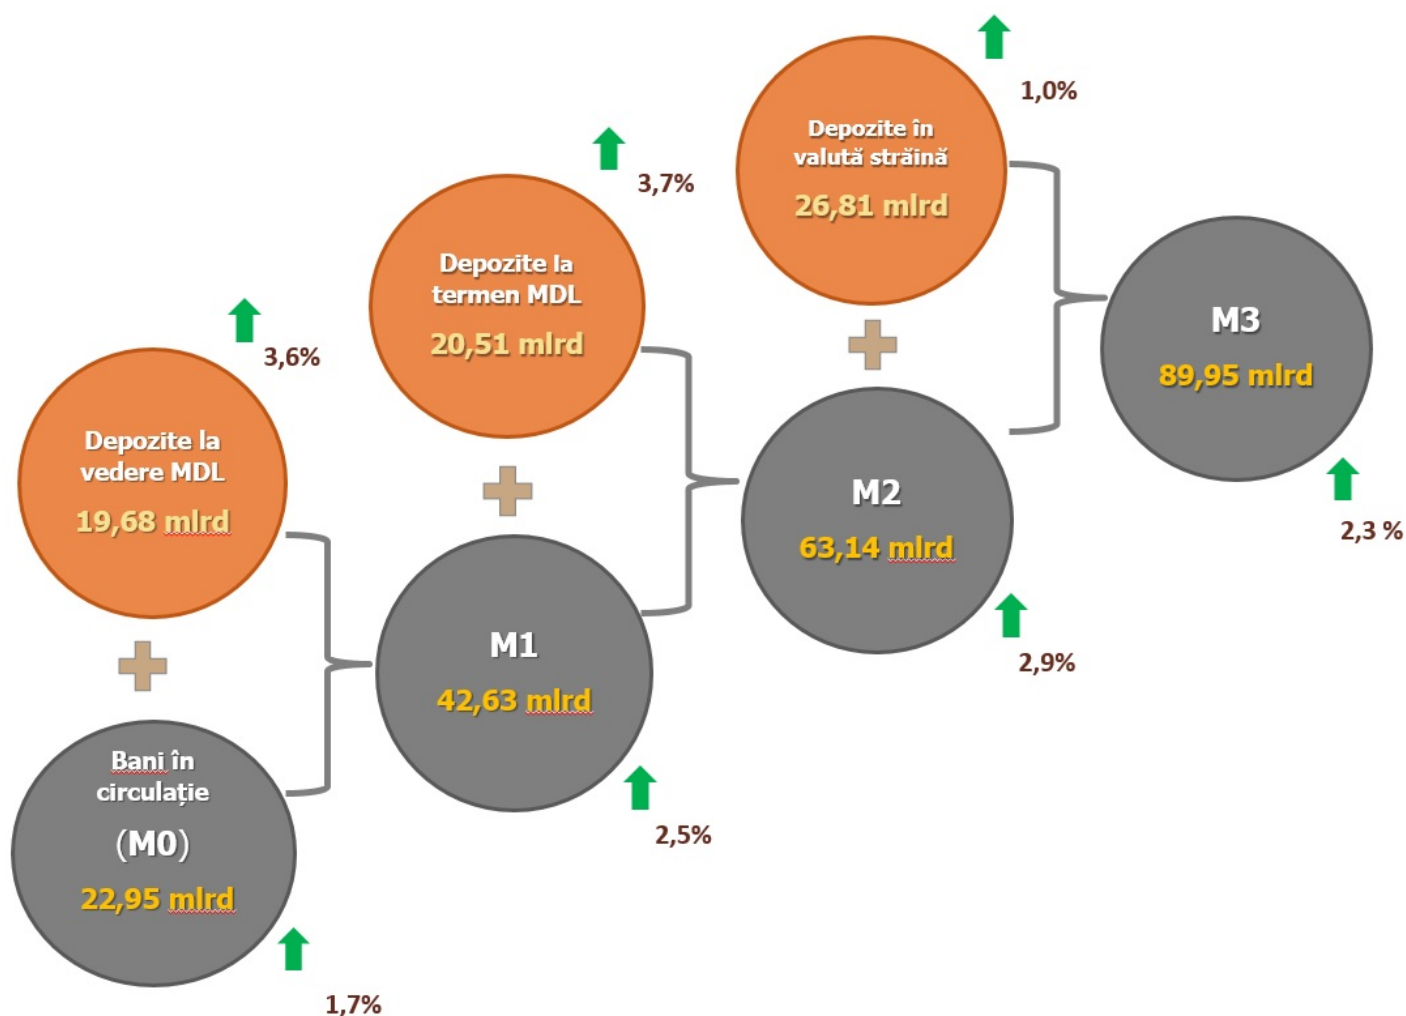 Depozite la
vedere MDL
19,68 mlrd
3,6%
Bani în
circulație
(M0)
22,95 mlrd
1,7%
Depozite la
termen MDL
20,51 mlrd
3,7%
M1
42,63 mlrd
2,5%
Depozite în
valută străină
26,81 mlrd
1,0%
M2
63,14 mlrd
2,9%
M3
89,95 mlrd
2,3 %